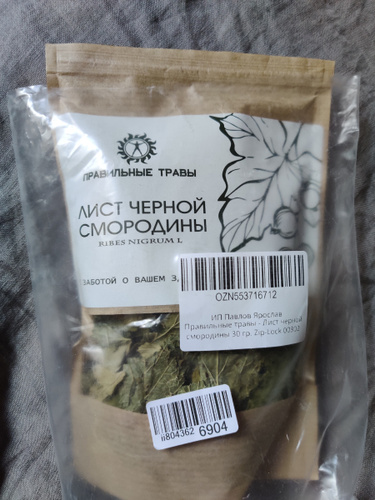 ПРАВИЛЬНЫЕ ТРАВЫ
ЛИСТ ЧЕРНОЙ
СМОРОДИНЫ
RIBES NIGRUM L
ЗАБОТОЙ О ВАШЕМ З
OZN553716712
ИП Павлов Ярослав
Правильные травы - Лист черной
смородины 30 гр. Zip-Lock
6904